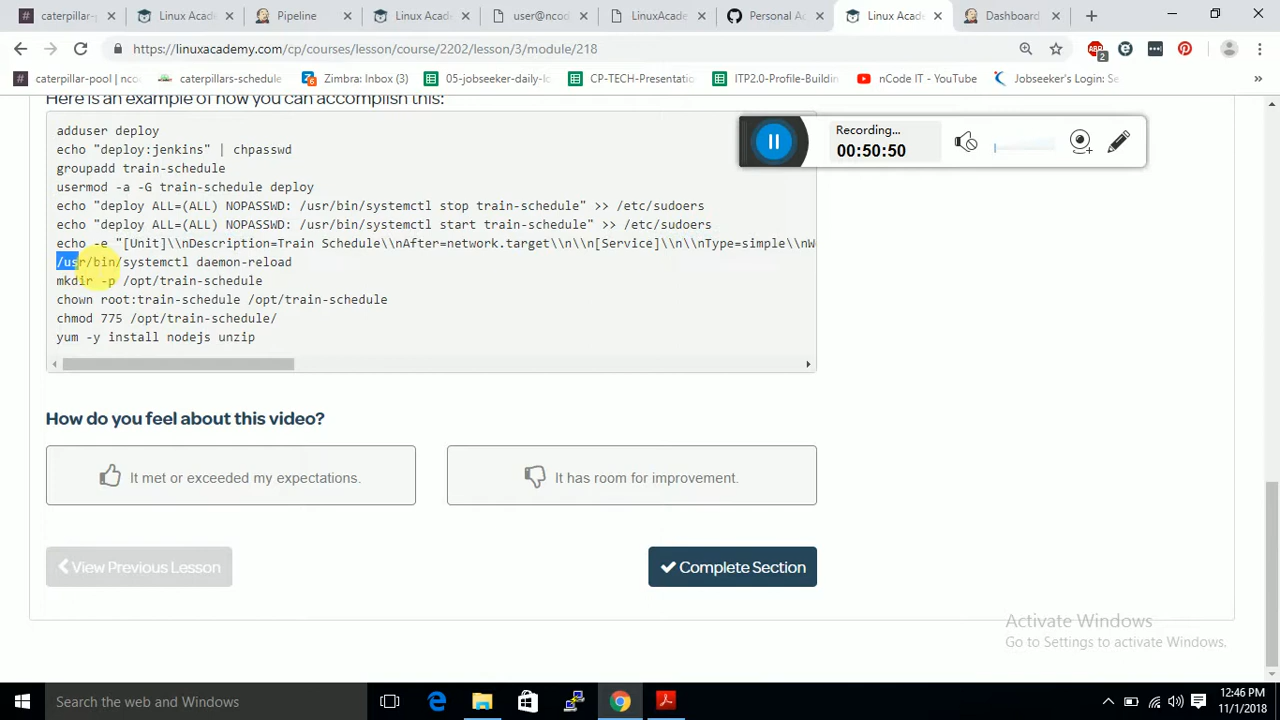 caterpillar-p
Linux Acade
Pipeline
Linux Acade
user@ncod
LinuxAcade
Personal A
Linux Acad
Dashboard
https://linuxacademy.com/cp/courses/lesson/course/2202/lesson/3/module/218
caterpillar-pool | nco
caterpillars-schedule
Zimbra: Inbox (3)
05-jobseeker-daily-lo
CP-TECH-Presentatio
ITP2.0-Profile-Buildin
nCode IT - YouTube
Jobseeker's Login: Se
Here is an example of how you can accomplish this:
adduser deploy
echo "deploy:jenkins" | chpasswd
groupadd train-schedule
usermod -a -G train-schedule deploy
echo "deploy ALL=(ALL) NOPASSWD: /usr/bin/systemctl stop train-schedule" >> /etc/sudoers
echo "deploy ALL=(ALL) NOPASSWD: /usr/bin/systemctl start train-schedule" >> /etc/sudoers
echo -e "[Unit]\\nDescription=Train Schedule\\nAfter=network.target\\n\\n[Service]\\n\\nType=simple\\nW
/usr/bin/systemctl daemon-reload
mkdir -p /opt/train-schedule
chown root:train-schedule /opt/train-schedule
chmod 775 /opt/train-schedule/
yum -y install nodejs unzip
Recording...
00:50:50
How do you feel about this video?
It met or exceeded my expectations.
It has room for improvement.
View Previous Lesson
Complete Section
Activate Windows
Go to Settings to activate Windows.
Search the web and Windows
12:46 PM
11/1/2018